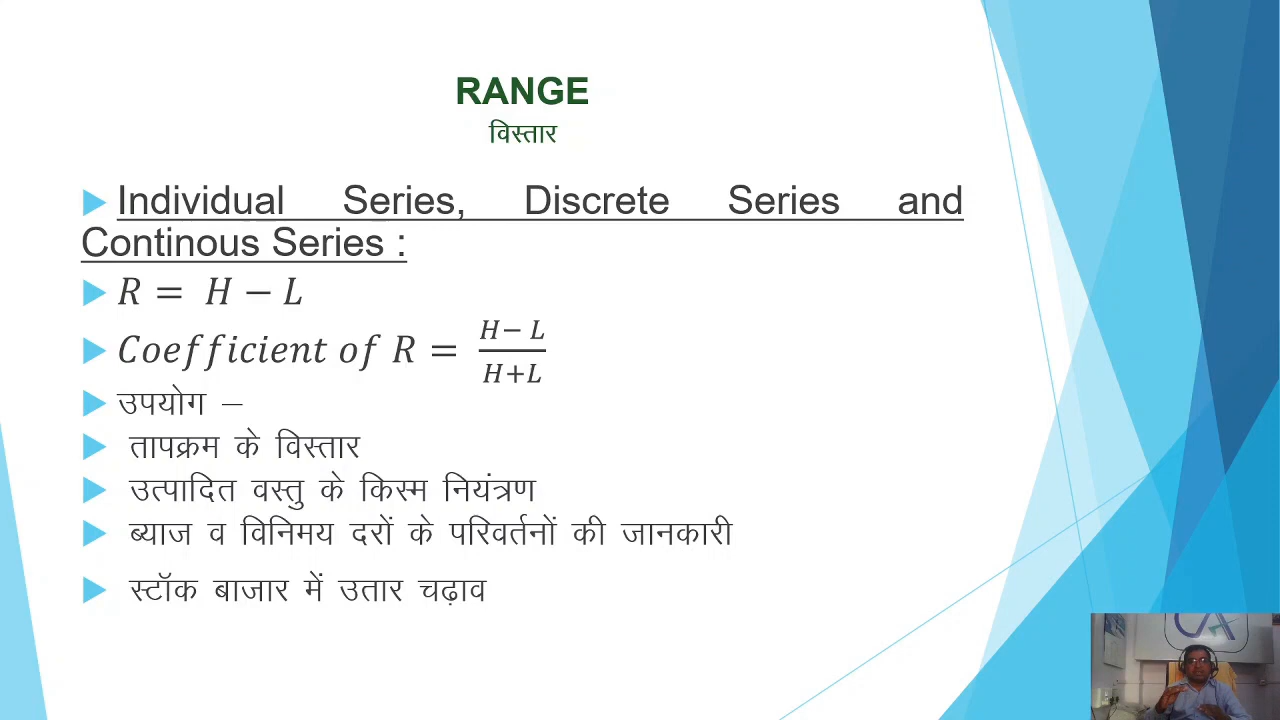 RANGE
विस्तार
Individual Series, Discrete Series and
Continous Series :
R = H − L
Coefficient of R = H− L / H+L
उपयोग –
तापक्रम के विस्तार
उत्पादित वस्तु के किस्म नियंत्रण
ब्याज व विनिमय दरों के परिवर्तनों की जानकारी
स्टॉक बाजार में उतार चढ़ाव
CA